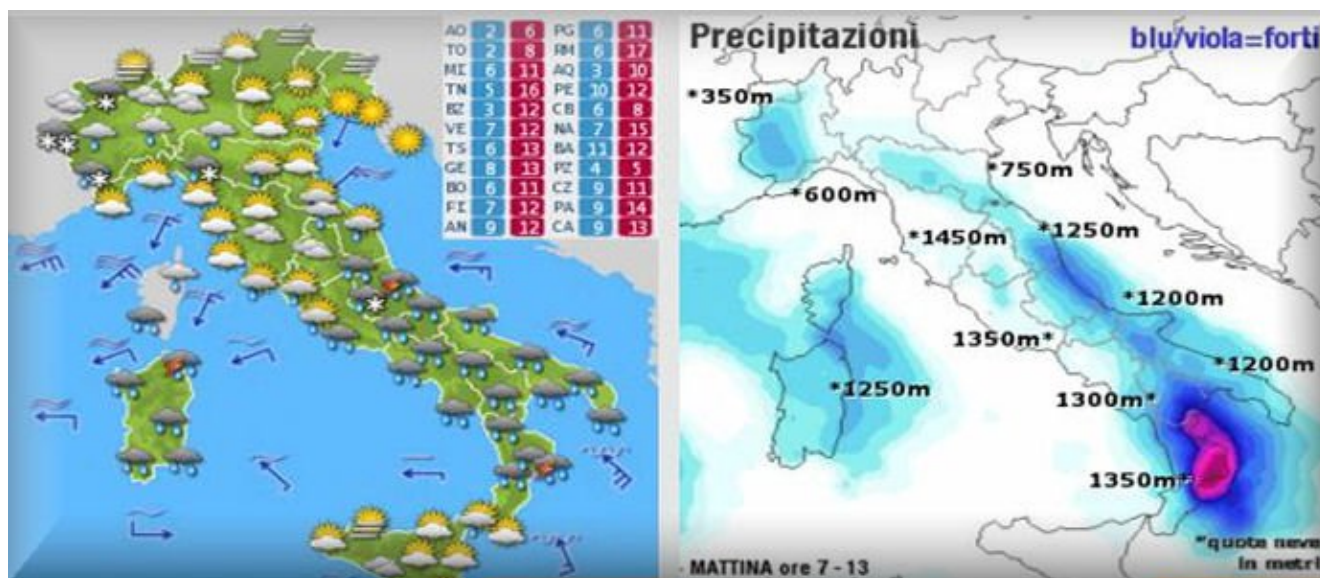 AO 2 6 PG 6 11
TO 2 8 RM 6 17
MI 6 11 AQ 3 10
TN 5 16 PE 10 12
BZ 3 12 CB 6 8
VE 7 12 NA 7 15
TS 6 13 BA 11 12
GE 8 13 PZ 4 5
BO 6 11 CZ 9 11
FI 7 12 PA 9 14
AN 9 12 CA 9 13
Precipitazioni
blu/viola=forti
*350m
*750m
*600m
*1450m
*1250m
*1200m
1350m*
*1200m
*1250m
1300m*
1350m*
*quote neve
in metri
MATTINA ore 7 - 13